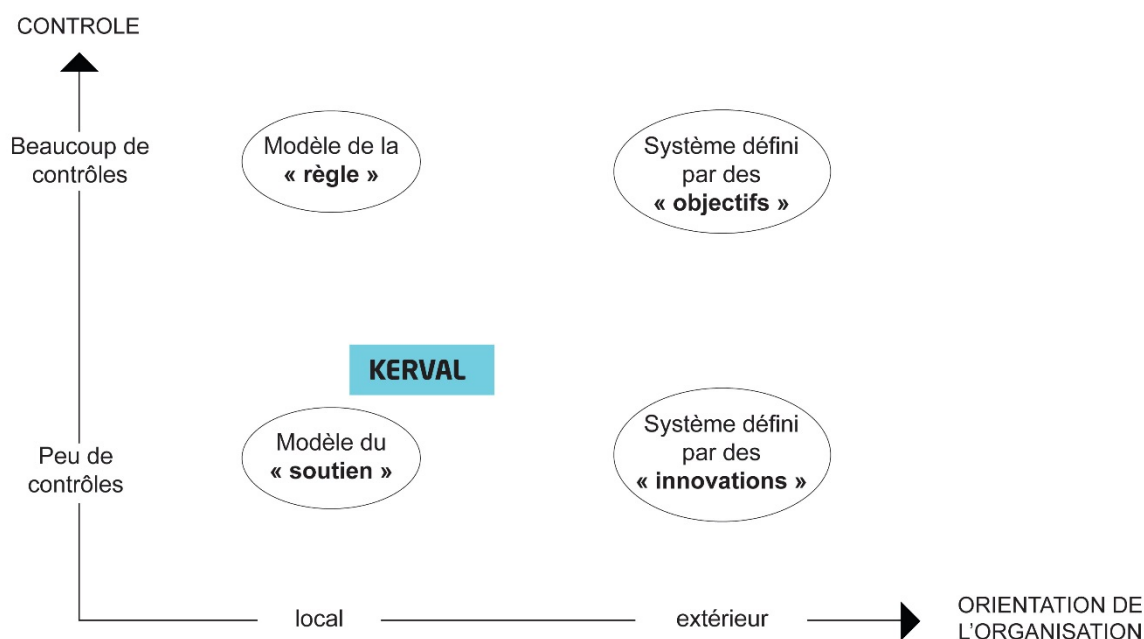 CONTROLE
Beaucoup de
contrôles
Modèle de la
« règle »
Système défini
par des
« objectifs »
KERVAL
Peu de
contrôles
Modèle du
« soutien »
Système défini
par des
« innovations »
local
extérieur
ORIENTATION DE
L'ORGANISATION